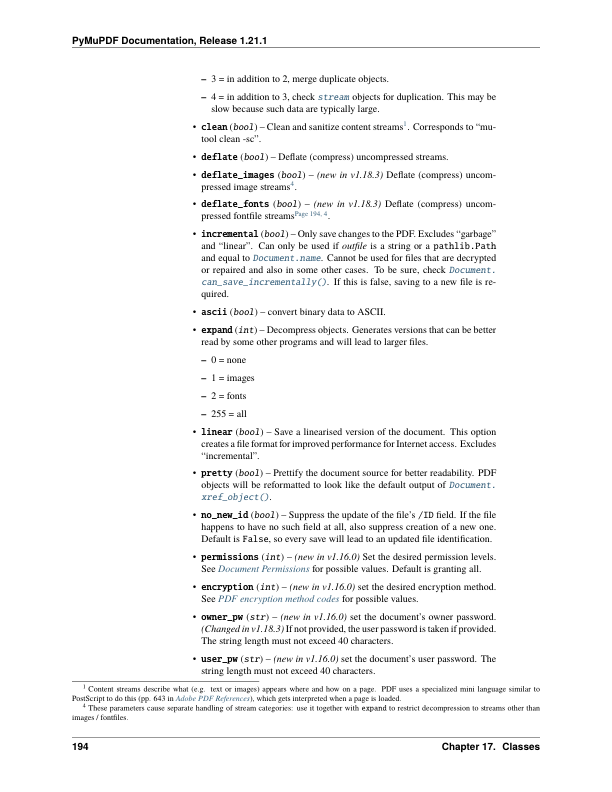 PyMuPDF Documentation, Release 1.21.1
– 3 = in addition to 2, merge duplicate objects.
– 4 = in addition to 3, check stream objects for duplication. This may be
slow because such data are typically large.
• clean (bool) – Clean and sanitize content streams1. Corresponds to “mu-
tool clean -sc”.
• deflate (bool) – Deflate (compress) uncompressed streams.
• deflate_images (bool) – (new in v1.18.3) Deflate (compress) uncom-
pressed image streams4.
• deflate_fonts (bool) – (new in v1.18.3) Deflate (compress) uncom-
pressed fontfile streamsPage 194, 4.
• incremental (bool) – Only save changes to the PDF. Excludes “garbage”
and “linear”. Can only be used if outfile is a string or a pathlib.Path
and equal to Document.name. Cannot be used for files that are decrypted
or repaired and also in some other cases. To be sure, check Document.
can_save_incrementally(). If this is false, saving to a new file is re-
quired.
• ascii (bool) – convert binary data to ASCII.
• expand (int) – Decompress objects. Generates versions that can be better
read by some other programs and will lead to larger files.
– 0 = none
– 1 = images
– 2 = fonts
– 255 = all
• linear (bool) – Save a linearised version of the document. This option
creates a file format for improved performance for Internet access. Excludes
“incremental”.
• pretty (bool) – Prettify the document source for better readability. PDF
objects will be reformatted to look like the default output of Document.
xref_object().
• no_new_id (bool) – Suppress the update of the file’s /ID field. If the file
happens to have no such field at all, also suppress creation of a new one.
Default is False, so every save will lead to an updated file identification.
• permissions (int) – (new in v1.16.0) Set the desired permission levels.
See Document Permissions for possible values. Default is granting all.
• encryption (int) – (new in v1.16.0) set the desired encryption method.
See PDF encryption method codes for possible values.
• owner_pw (str) – (new in v1.16.0) set the document’s owner password.
(Changed in v1.18.3) If not provided, the user password is taken if provided.
The string length must not exceed 40 characters.
• user_pw (str) – (new in v1.16.0) set the document’s user password. The
string length must not exceed 40 characters.
1 Content streams describe what (e.g. text or images) appears where and how on a page. PDF uses a specialized mini language similar to
PostScript to do this (pp. 643 in Adobe PDF References), which gets interpreted when a page is loaded.
4 These parameters cause separate handling of stream categories: use it together with expand to restrict decompression to streams other than
images / fontfiles.
194
Chapter 17. Classes